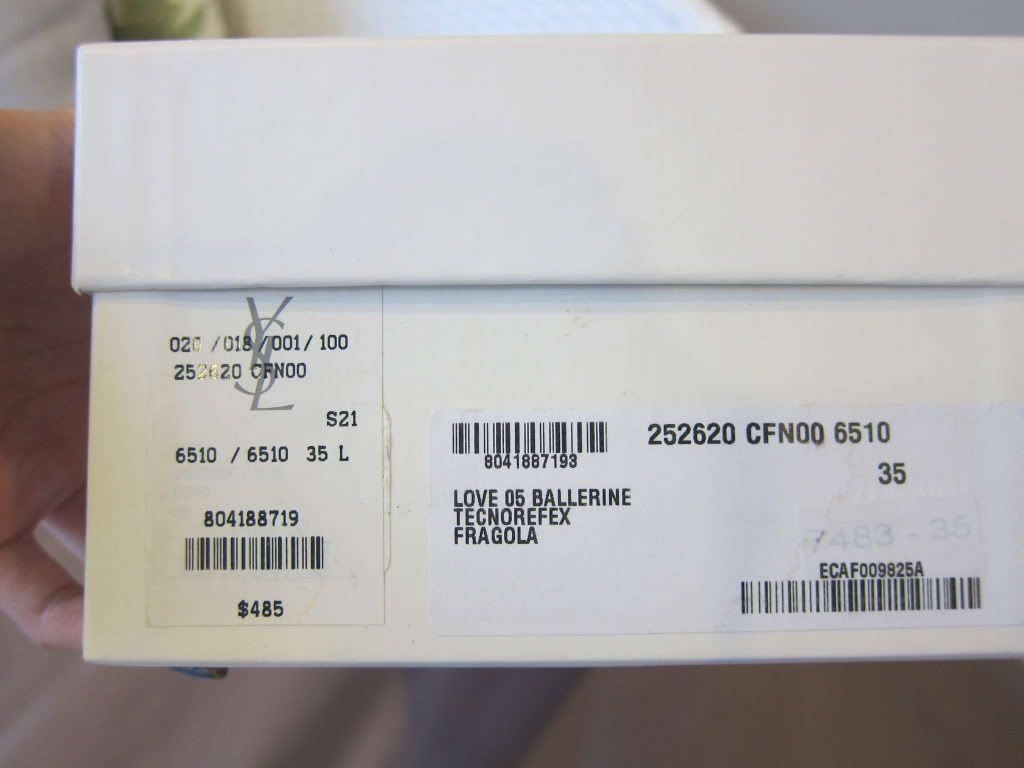 YSL
020 /018 /001/ 100
252620 CFN00
S21
6510 / 6510 35 L
804188719
$485
252620 CFN00 6510
35
8041887193
LOVE 05 BALLERINE
TECNOREFEX
FRAGOLA
7483 - 35
ECAF009825A